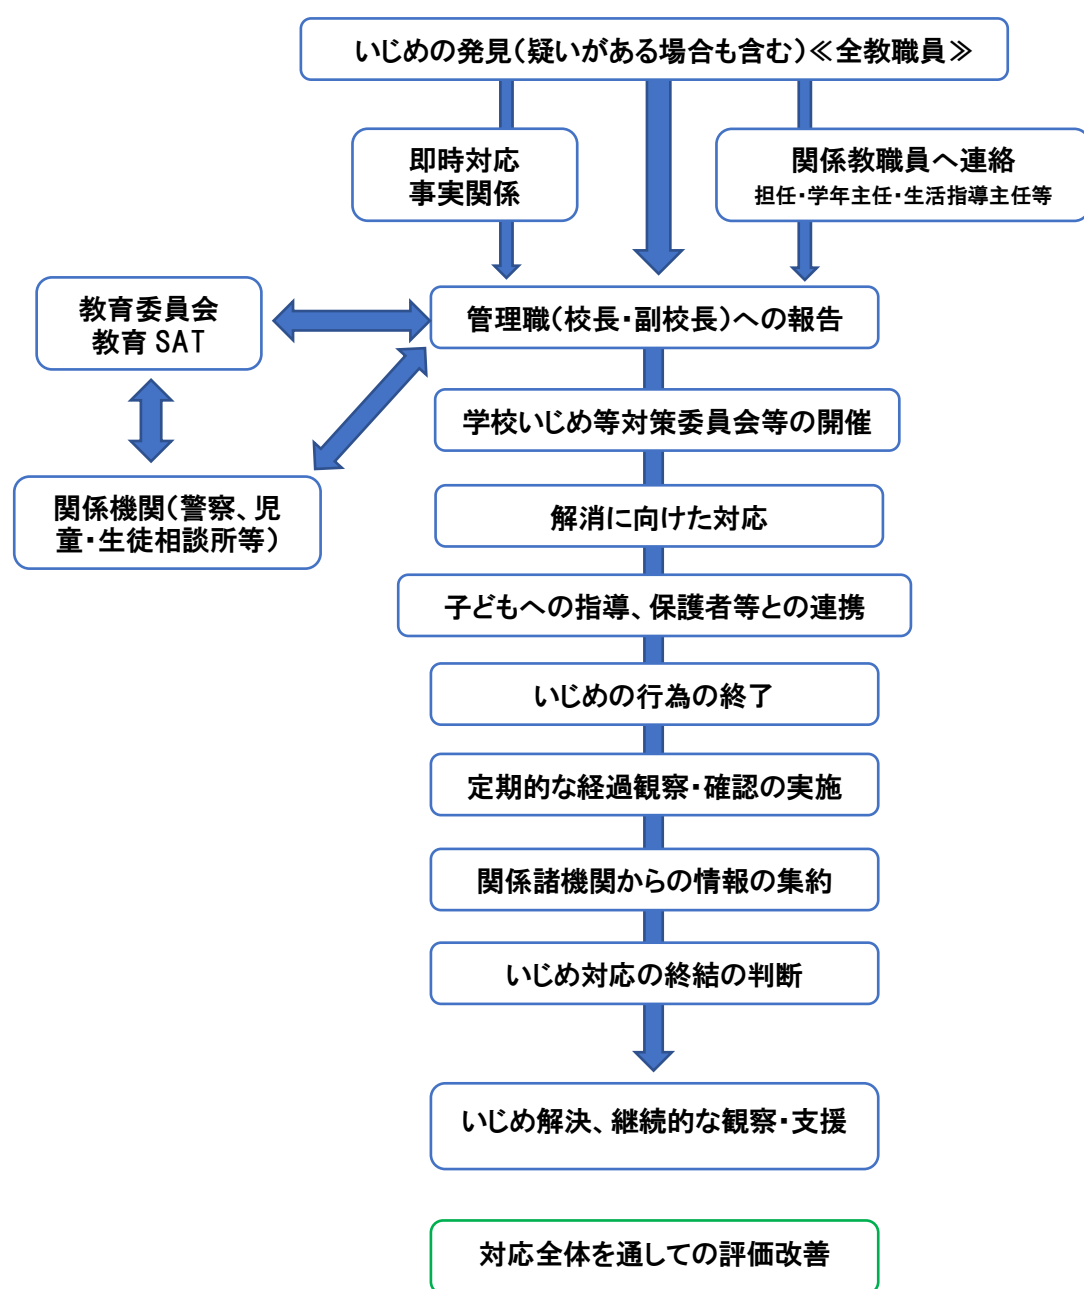 いじめの発見（疑いがある場合も含む）≪全教職員≫
即時対応
事実関係
関係教職員へ連絡
担任・学年主任・生活指導主任等
教育委員会
教育 SAT
管理職（校長・副校長）への報告
学校いじめ等対策委員会等の開催
関係機関（警察、児
童・生徒相談所等）
解消に向けた対応
子どもへの指導、保護者等との連携
いじめの行為の終了
定期的な経過観察・確認の実施
関係諸機関からの情報の集約
いじめ対応の終結の判断
いじめ解決、継続的な観察・支援
対応全体を通しての評価改善